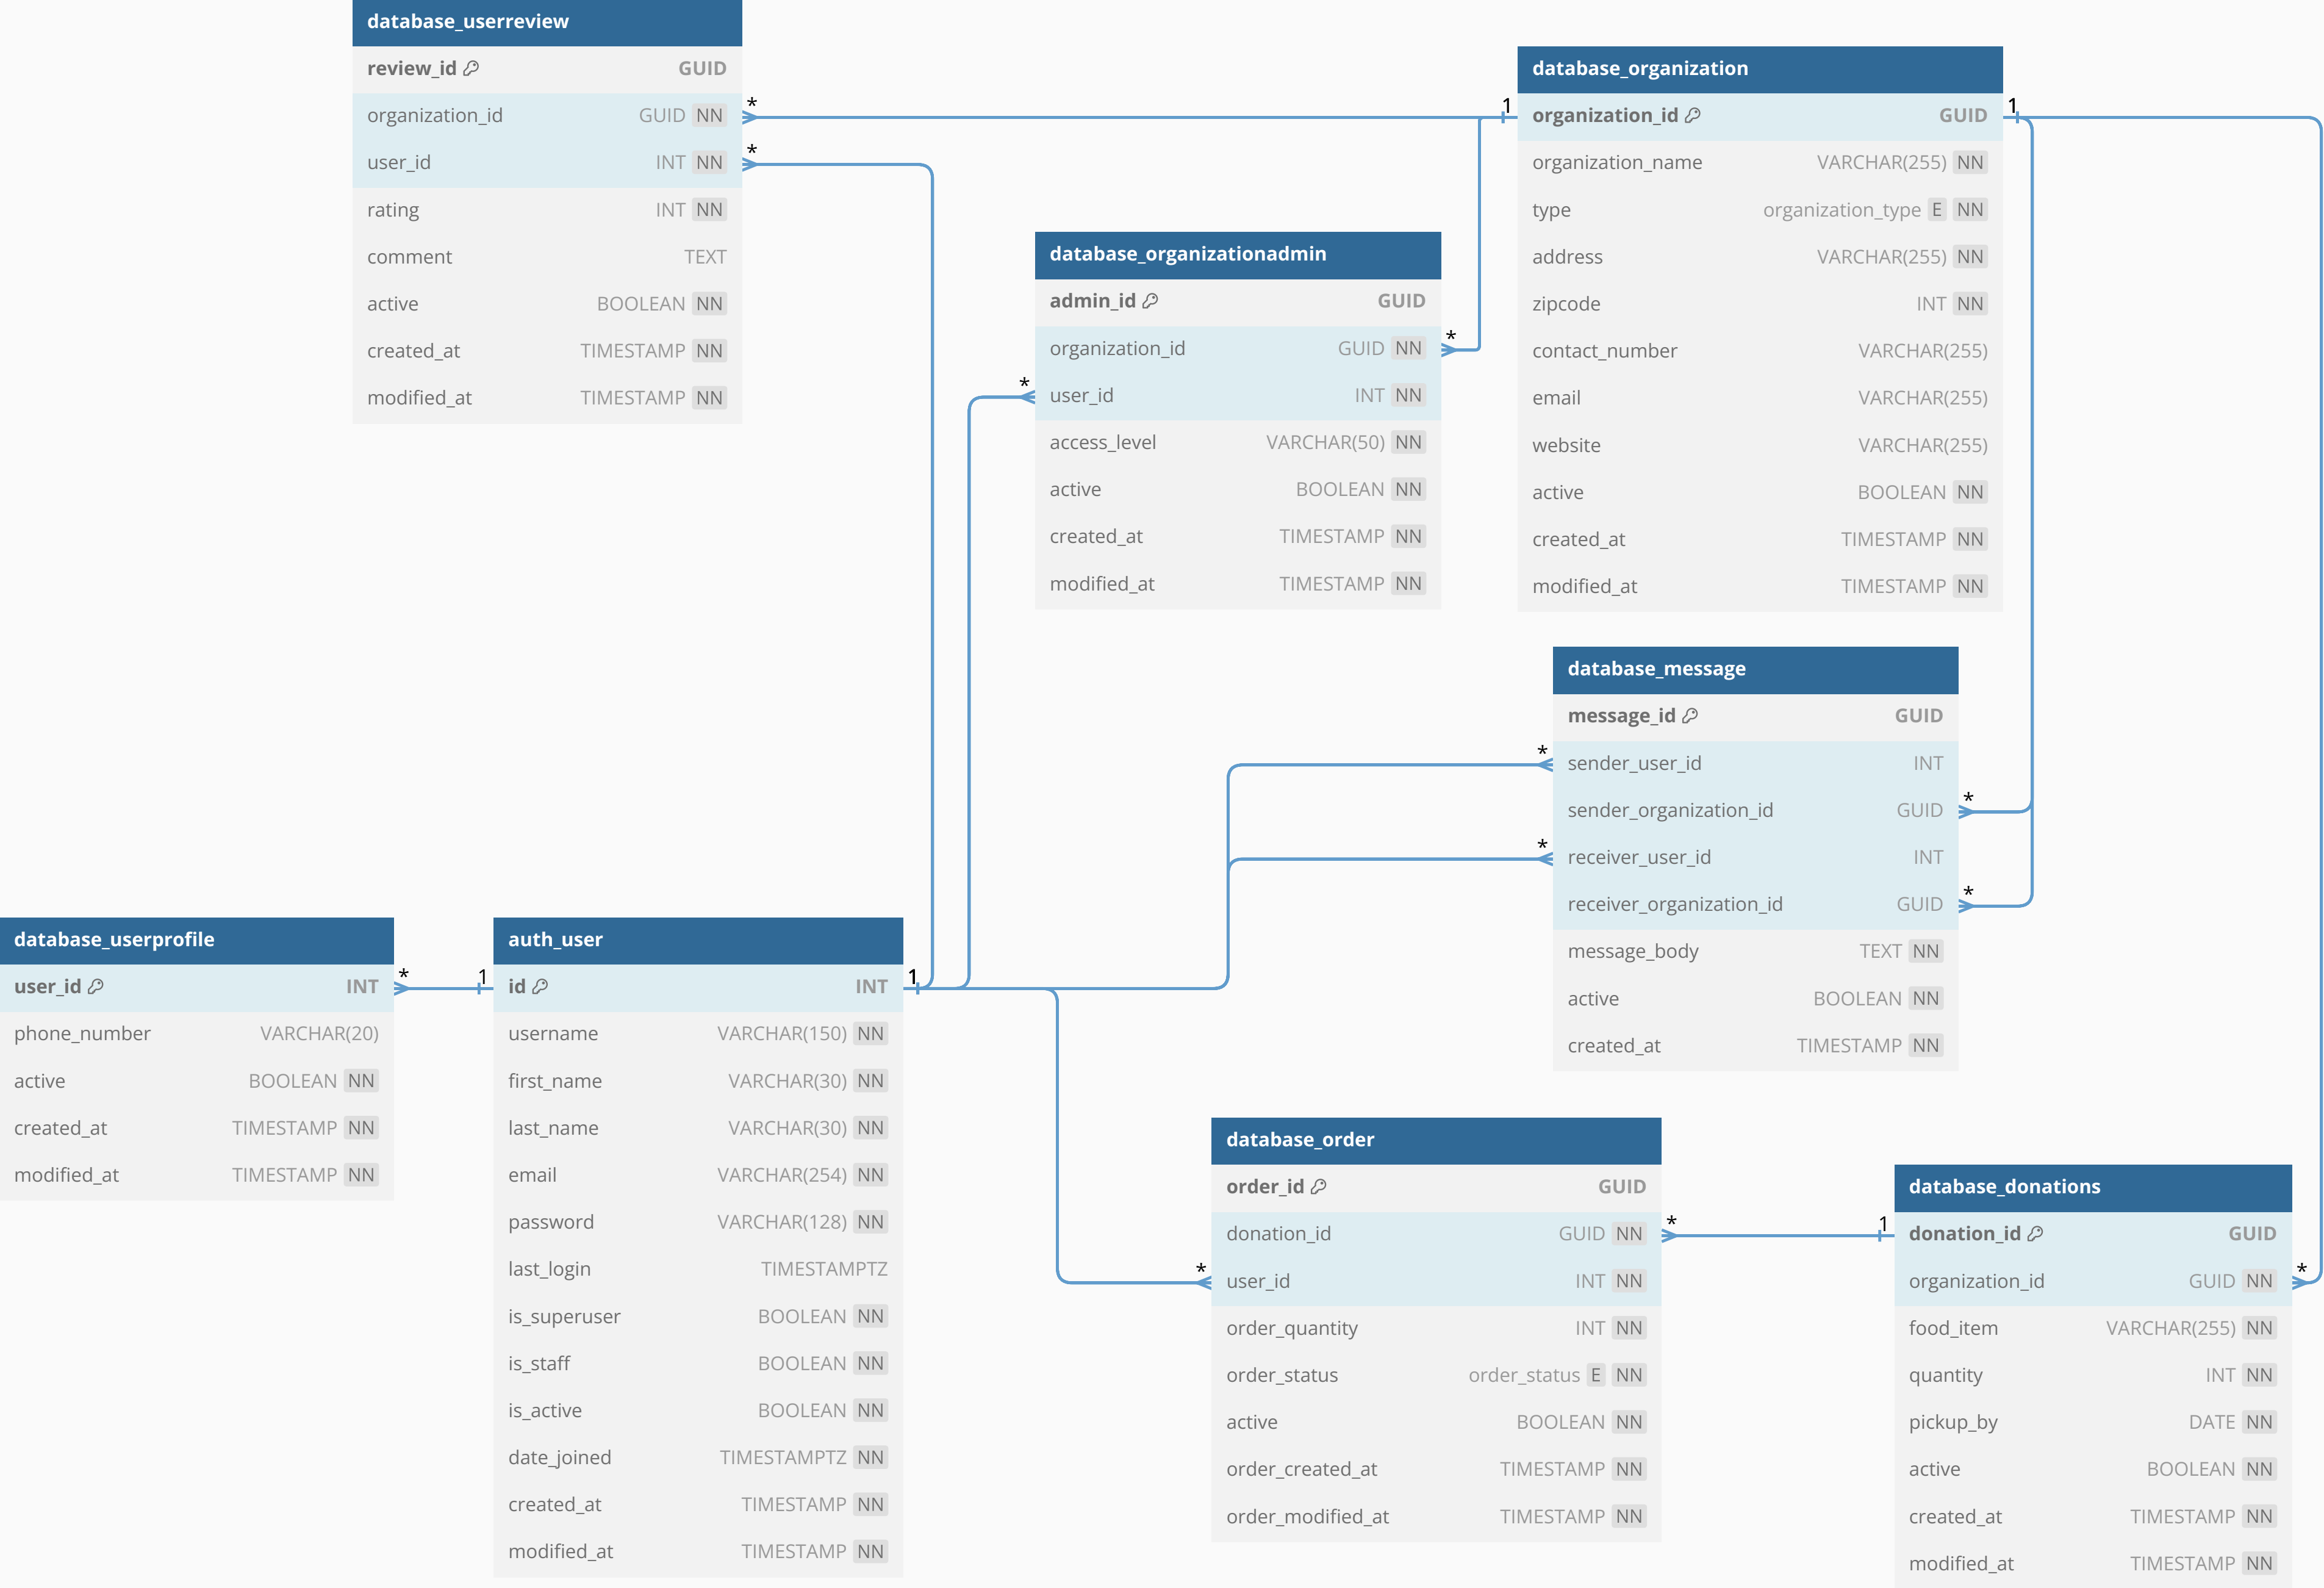 database_userreview
review_id GUID
organization_id GUID NN
user_id INT NN
rating INT NN
comment TEXT
active BOOLEAN NN
created_at TIMESTAMP NN
modified_at TIMESTAMP NN
* 1
*
database_organization
organization_id GUID
organization_name VARCHAR(255) NN
type organization_type E NN
address VARCHAR(255) NN
zipcode INT NN
contact_number VARCHAR(255)
email VARCHAR(255)
website VARCHAR(255)
active BOOLEAN NN
created_at TIMESTAMP NN
modified_at TIMESTAMP NN
1
database_organizationadmin
admin_id GUID
organization_id GUID NN
user_id INT NN
access_level VARCHAR(50) NN
active BOOLEAN NN
created_at TIMESTAMP NN
modified_at TIMESTAMP NN
*
*
database_message
message_id GUID
sender_user_id INT
sender_organization_id GUID
receiver_user_id INT
receiver_organization_id GUID
message_body TEXT NN
active BOOLEAN NN
created_at TIMESTAMP NN
*
*
*
*
database_userprofile
user_id INT
phone_number VARCHAR(20)
active BOOLEAN NN
created_at TIMESTAMP NN
modified_at TIMESTAMP NN
* 1
auth_user
id INT
username VARCHAR(150) NN
first_name VARCHAR(30) NN
last_name VARCHAR(30) NN
email VARCHAR(254) NN
password VARCHAR(128) NN
last_login TIMESTAMPTZ
is_superuser BOOLEAN NN
is_staff BOOLEAN NN
is_active BOOLEAN NN
date_joined TIMESTAMPTZ NN
created_at TIMESTAMP NN
modified_at TIMESTAMP NN
1
database_order
order_id GUID
donation_id GUID NN
user_id INT NN
order_quantity INT NN
order_status order_status E NN
active BOOLEAN NN
order_created_at TIMESTAMP NN
order_modified_at TIMESTAMP NN
* 1
*
database_donations
donation_id GUID
organization_id GUID NN
food_item VARCHAR(255) NN
quantity INT NN
pickup_by DATE NN
active BOOLEAN NN
created_at TIMESTAMP NN
modified_at TIMESTAMP NN
*